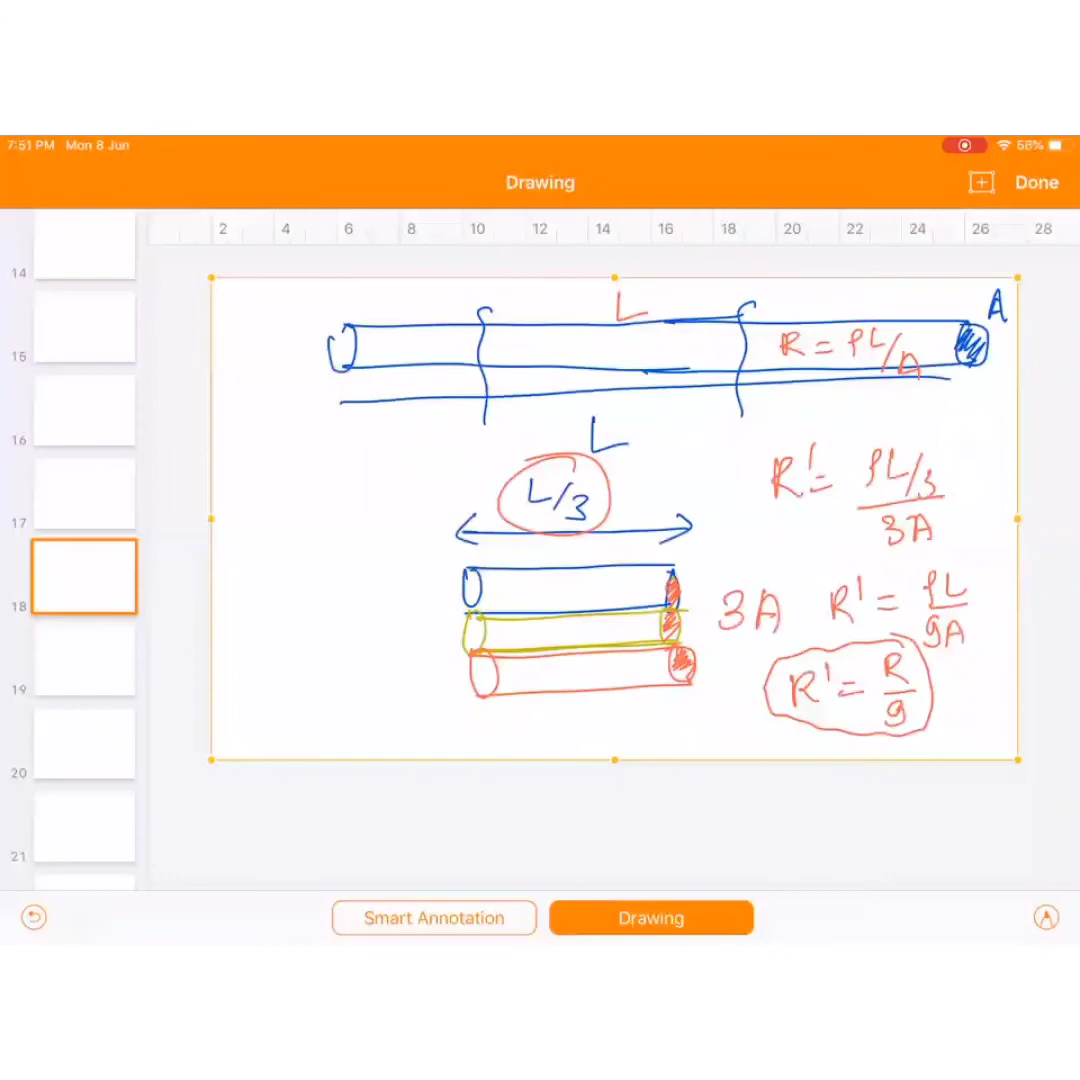 7:51 PM Mon 8 Jun
56%
Drawing
Done
2 4 6 8 10 12 14 16 18 20 22 24 26 28
14
15
16
17
18
19
20
21
L
A
R = ρL/A
L
L/3
R' = ρL/3 / 3A
3A
R' = ρL / 9A
R' = R / 9
Smart Annotation
Drawing